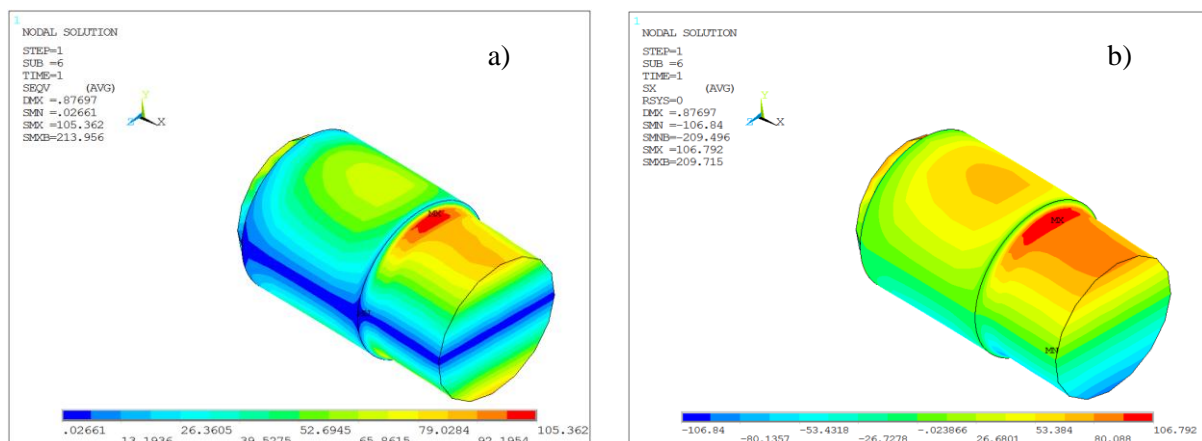 1
NODAL SOLUTION
STEP=1
SUB =6
TIME=1
SEQV (AVG)
DMX =.87697
SMN =.02661
SMX =105.362
SMXB=213.956
a)
Y
Z X
MX
MN
.02661 26.3605 52.6945 79.0284 105.362
13.1936 39.5275 65.8615 92.1954
1
NODAL SOLUTION
STEP=1
SUB =6
TIME=1
SX (AVG)
RSYS=0
DMX =.87697
SMN =-106.84
SMNB=-209.496
SMX =106.792
SMXB=209.715
b)
Y
Z X
MX
MN
-106.84 -53.4318 -.023866 53.384 106.792
-80.1357 -26.7278 26.6801 80.088